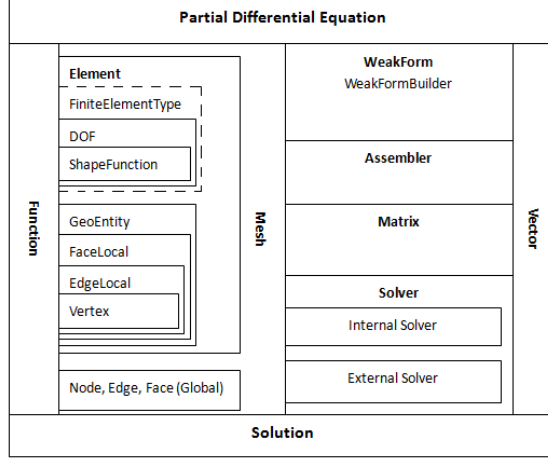 Partial Differential Equation
Function
Element
FiniteElementType
DOF
ShapeFunction
GeoEntity
FaceLocal
EdgeLocal
Vertex
Node, Edge, Face (Global)
Mesh
WeakForm
WeakFormBuilder
Assembler
Matrix
Solver
Internal Solver
External Solver
Vector
Solution